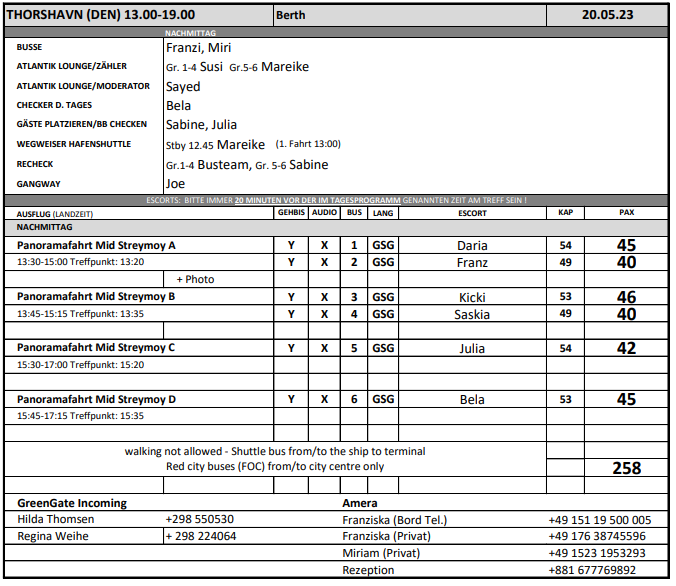 THORSHAVN (DEN) 13.00-19.00 Berth 20.05.23
NACHMITTAG
BUSSE Franzi, Miri
ATLANTIK LOUNGE/ZÄHLER Gr. 1-4 Susi Gr.5-6 Mareike
ATLANTIK LOUNGE/MODERATOR Sayed
CHECKER D. TAGES Bela
GÄSTE PLATZIEREN/BB CHECKEN Sabine, Julia
WEGWEISER HAFENSHUTTLE Stby 12.45 Mareike (1. Fahrt 13:00)
RECHECK Gr.1-4 Busteam, Gr. 5-6 Sabine
GANGWAY Joe
ESCORTS: BITTE IMMER 20 MINUTEN VOR DER IM TAGESPROGRAMM GENANNTEN ZEIT AM TREFF SEIN !
AUSFLUG (LANDZEIT) GEHBIS AUDIO BUS LANG ESCORT KAP PAX
NACHMITTAG
Panoramafahrt Mid Streymoy A Y X 1 GSG Daria 54 45
13:30-15:00 Treffpunkt: 13:20 Y X 2 GSG Franz 49 40
+ Photo
Panoramafahrt Mid Streymoy B Y X 3 GSG Kicki 53 46
13:45-15:15 Treffpunkt: 13:35 Y X 4 GSG Saskia 49 40
Panoramafahrt Mid Streymoy C Y X 5 GSG Julia 54 42
15:30-17:00 Treffpunkt: 15:20
Panoramafahrt Mid Streymoy D Y X 6 GSG Bela 53 45
15:45-17:15 Treffpunkt: 15:35
walking not allowed - Shuttle bus from/to the ship to terminal
Red city buses (FOC) from/to city centre only 258
GreenGate Incoming Amera
Hilda Thomsen +298 550530 Franziska (Bord Tel.) +49 151 19 500 005
Regina Weihe + 298 224064 Franziska (Privat) +49 176 38745596
Miriam (Privat) +49 1523 1953293
Rezeption +881 677769892